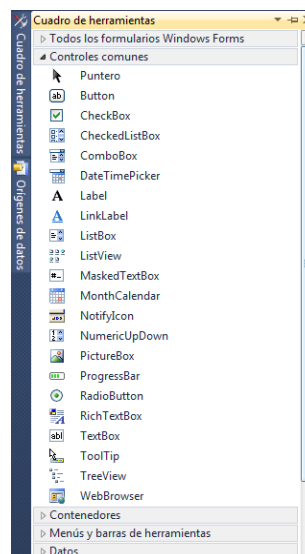 Cuadro de herramientas
Todos los formularios Windows Forms
Controles comunes
Puntero
Button
CheckBox
CheckedListBox
ComboBox
DateTimePicker
Label
LinkLabel
ListBox
ListView
MaskedTextBox
MonthCalendar
NotifyIcon
NumericUpDown
PictureBox
ProgressBar
RadioButton
RichTextBox
TextBox
ToolTip
TreeView
WebBrowser
Contenedores
Menús y barras de herramientas
Datos
Cuadro de herramientas
Orígenes de datos